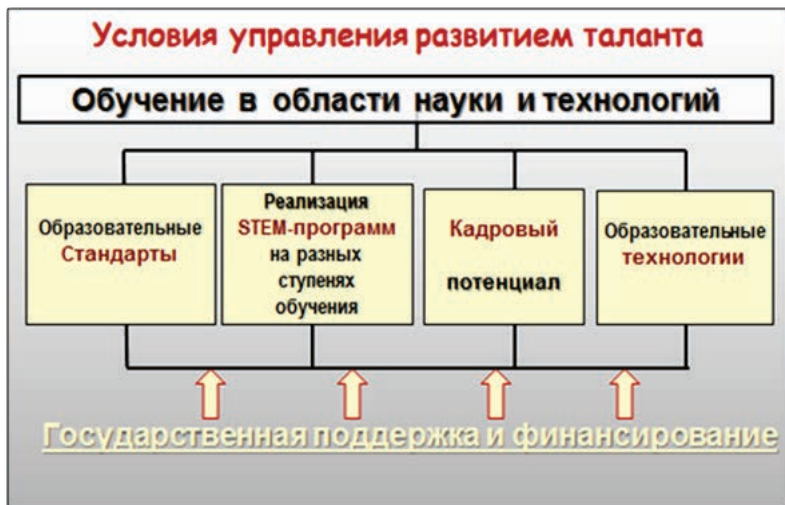 Условия управления развитием таланта
Обучение в области науки и технологий
Образовательные
Стандарты
Реализация
STEM-программ
на разных
ступенях
обучения
Кадровый
потенциал
Образовательные
технологии
Государственная поддержка и финансирование